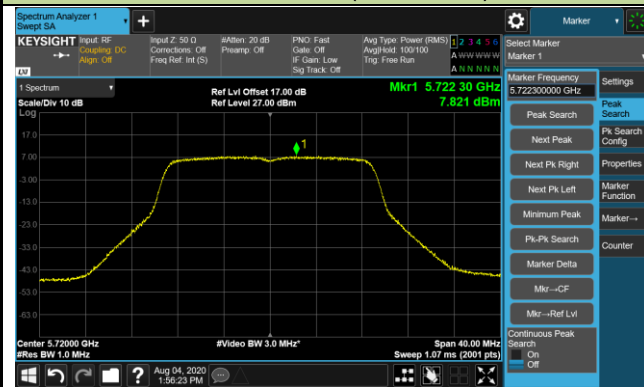 Spectrum Analyzer 1
Swept SA
+
Marker
KEYSIGHT
Input: RF
Coupling: DC
Align: Off
Input Z: 50 Ω
Corrections: Off
Freq Ref: Int (S)
#Atten: 20 dB
Preamp: Off
PNO: Fast
Gate: Off
IF Gain: Low
Sig Track: Off
Avg Type: Power (RMS)
Avg|Hold: 100/100
Trig: Free Run
1 2 3 4 5 6
A W W W W W
A N N N N N
LXI
Select Marker
Marker 1
1 Spectrum
Scale/Div 10 dB
Log
Ref Lvl Offset 17.00 dB
Ref Level 27.00 dBm
Mkr1 5.722 30 GHz
7.821 dBm
17.0
7.00
-3.00
-13.0
-23.0
-33.0
-43.0
-53.0
-63.0
1
Center 5.72000 GHz
#Res BW 1.0 MHz
#Video BW 3.0 MHz*
Span 40.00 MHz
Sweep 1.07 ms (2001 pts)
Marker Frequency
5.722300000 GHz
Peak Search
Next Peak
Next Pk Right
Next Pk Left
Minimum Peak
Pk-Pk Search
Marker Delta
Mkr→CF
Mkr→Ref Lvl
Continuous Peak
Search
On
Off
Settings
Peak
Search
Pk Search
Config
Properties
Marker
Function
Marker→
Counter
?
Aug 04, 2020
1:56:23 PM